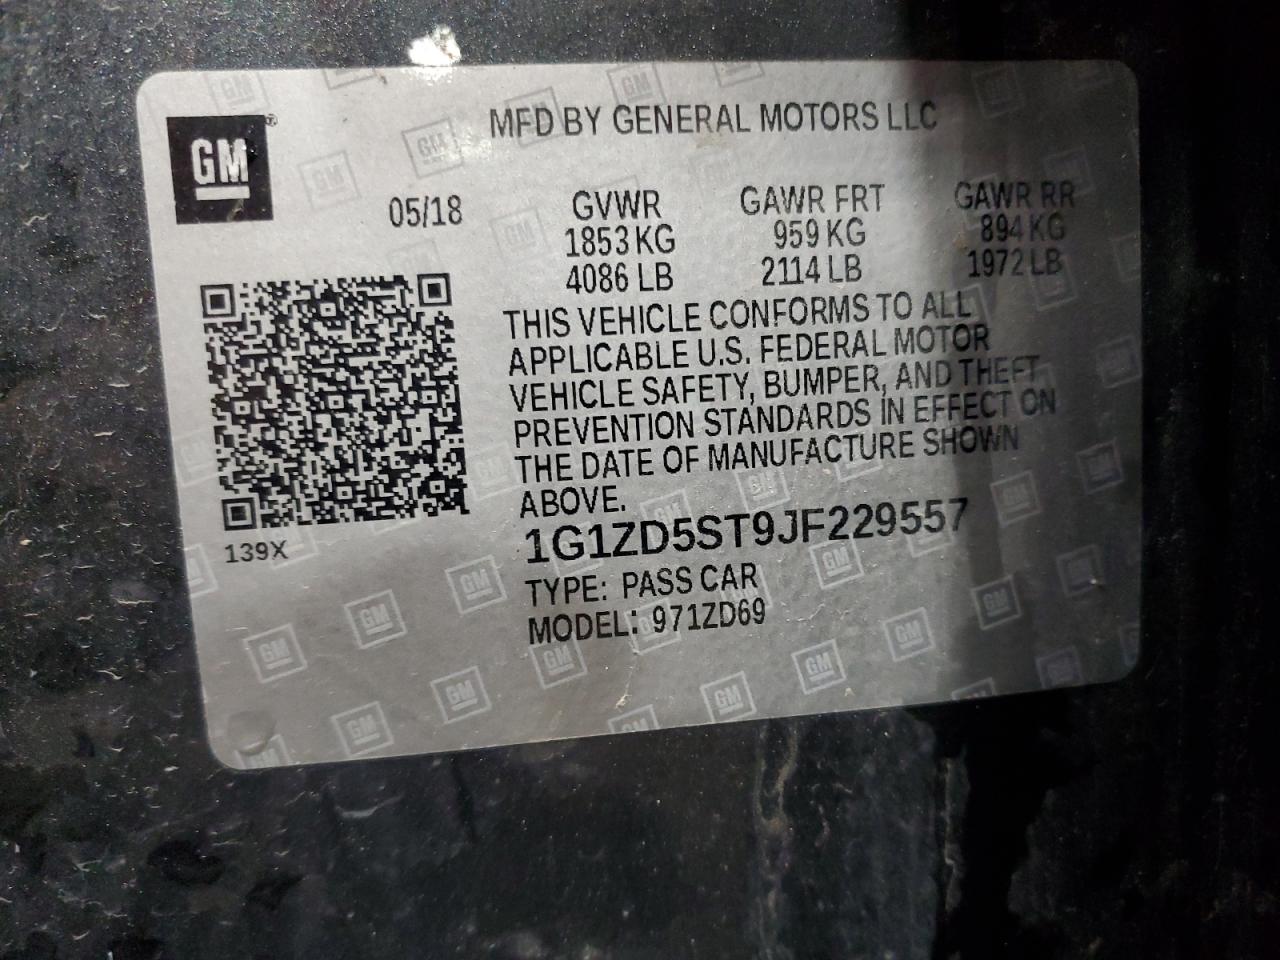 MFD BY GENERAL MOTORS LLC
GM®
05/18
GVWR GAWR FRT GAWR RR
1853 KG 959 KG 894 KG
4086 LB 2114 LB 1972 LB
THIS VEHICLE CONFORMS TO ALL
APPLICABLE U.S. FEDERAL MOTOR
VEHICLE SAFETY, BUMPER, AND THEFT
PREVENTION STANDARDS IN EFFECT ON
THE DATE OF MANUFACTURE SHOWN
ABOVE.
139X
1G1ZD5ST9JF229557
TYPE: PASS CAR
MODEL: 971ZD69